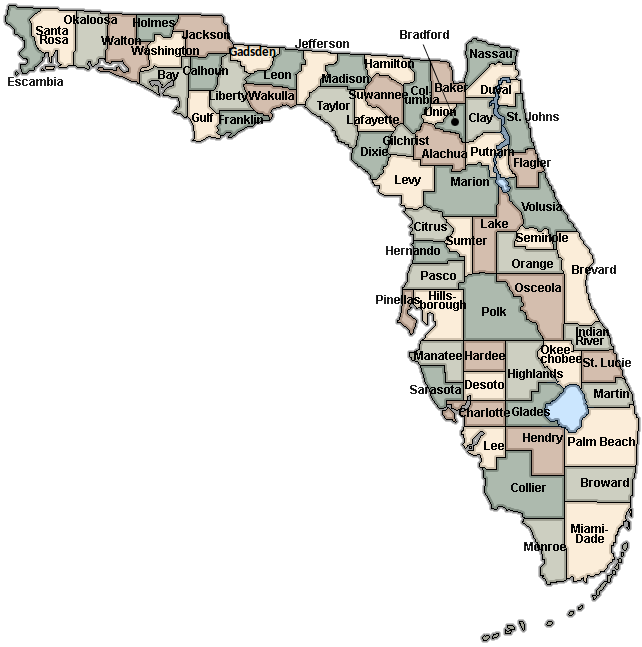 Okaloosa
Holmes
Santa
Rosa
Walton
Jackson
Washington
Gadsden
Jefferson
Bradford
Escambia
Bay
Calhoun
Leon
Madison
Hamilton
Nassau
Liberty
Wakulla
Suwannee
Col-
umbia
Baker
Duval
Gulf
Franklin
Taylor
Lafayette
Union
Clay
St. Johns
Dixie
Gilchrist
Alachua
Putnam
Flagler
Levy
Marion
Volusia
Citrus
Sumter
Lake
Seminole
Hernando
Orange
Brevard
Pasco
Osceola
Pinellas
Hills-
borough
Polk
Indian
River
Manatee
Hardee
Okee
chobee
St. Lucie
Highlands
Sarasota
Desoto
Martin
Charlotte
Glades
Lee
Hendry
Palm Beach
Collier
Broward
Miami-
Dade
Monroe